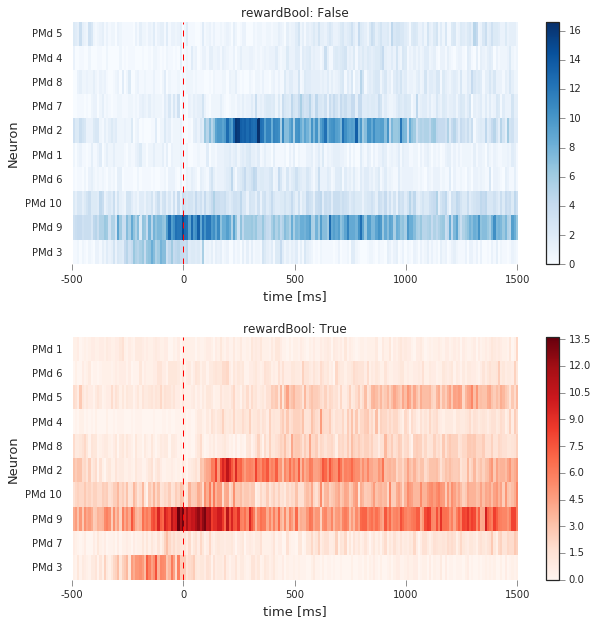 rewardBool: False
PMd 5
PMd 4
PMd 8
PMd 7
PMd 2
PMd 1
PMd 6
PMd 10
PMd 9
PMd 3
Neuron
-500
0
500
1000
1500
time [ms]
16
14
12
10
8
6
4
2
0
rewardBool: True
PMd 1
PMd 6
PMd 5
PMd 4
PMd 8
PMd 2
PMd 10
PMd 9
PMd 7
PMd 3
Neuron
-500
0
500
1000
1500
time [ms]
13.5
12.0
10.5
9.0
7.5
6.0
4.5
3.0
1.5
0.0